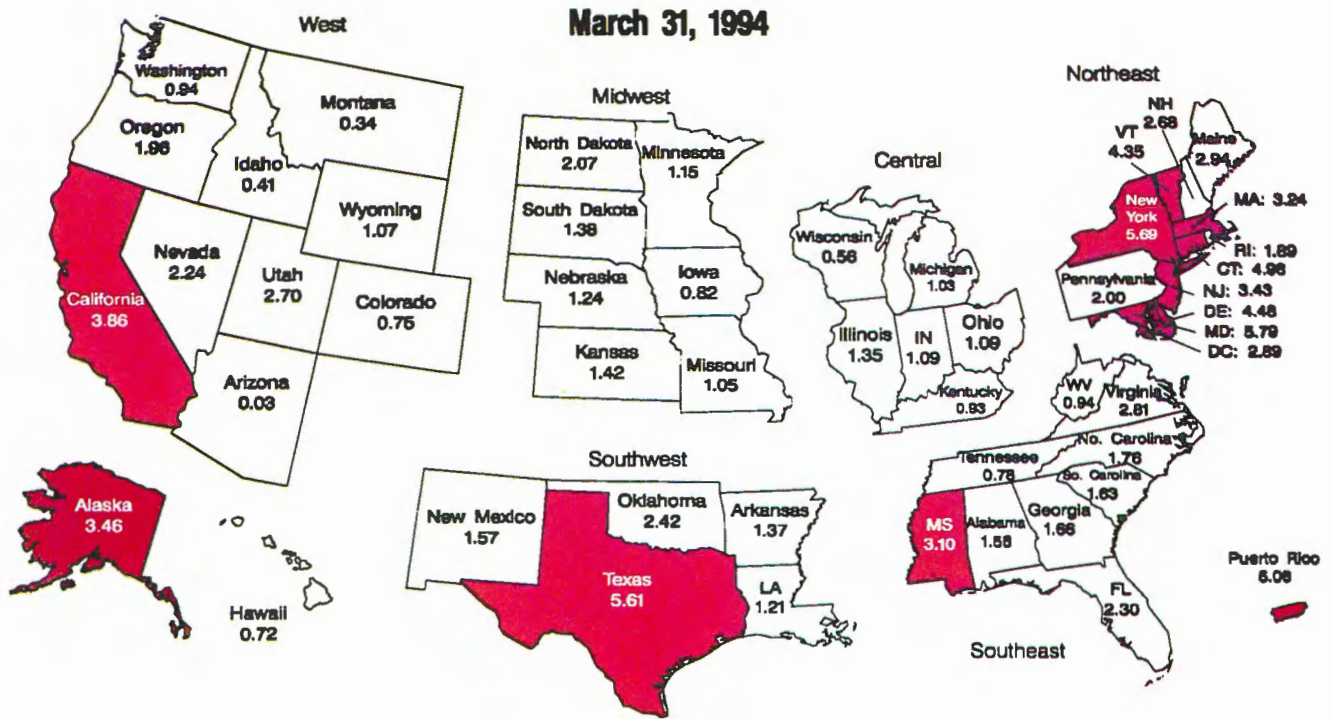 March 31, 1994
West
Washington
0.94
Montana
0.34
Oregon
1.96
Idaho
0.41
Wyoming
1.07
Nevada
2.24
Utah
2.70
Colorado
0.75
California
3.86
Arizona
0.03
Alaska
3.46
Hawaii
0.72
Midwest
North Dakota
2.07
Minnesota
1.15
South Dakota
1.38
Nebraska
1.24
Iowa
0.82
Kansas
1.42
Missouri
1.05
Southwest
New Mexico
1.57
Oklahoma
2.42
Arkansas
1.37
Texas
5.61
LA
1.21
Central
Wisconsin
0.56
Michigan
1.03
Illinois
1.35
IN
1.09
Ohio
1.09
Kentucky
0.93
Northeast
NH
2.68
VT
4.35
Maine
2.94
New
York
5.69
MA: 3.24
RI: 1.89
CT: 4.96
Pennsylvania
2.00
NJ: 3.43
DE: 4.48
MD: 5.79
DC: 2.89
WV
0.94
Virginia
2.81
No. Carolina
1.76
Tennessee
0.78
So. Carolina
1.63
MS
3.10
Alabama
1.56
Georgia
1.66
FL
2.30
Southeast
Puerto Rico